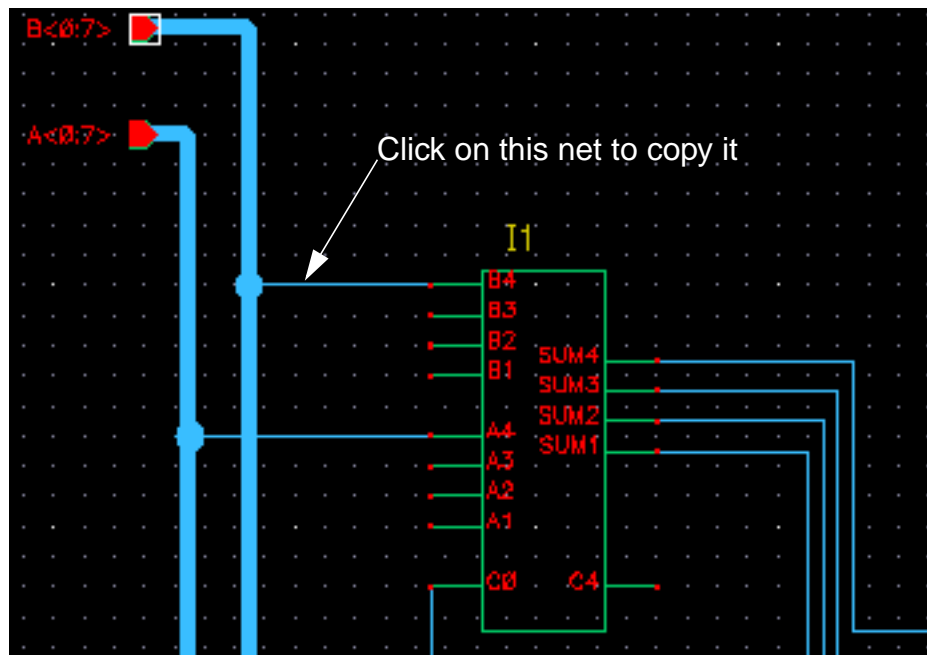 B<0:7>
A<0:7>
Click on this net to copy it
I1
B4
B3
B2
B1
SUM4
SUM3
SUM2
SUM1
A4
A3
A2
A1
C0
C4